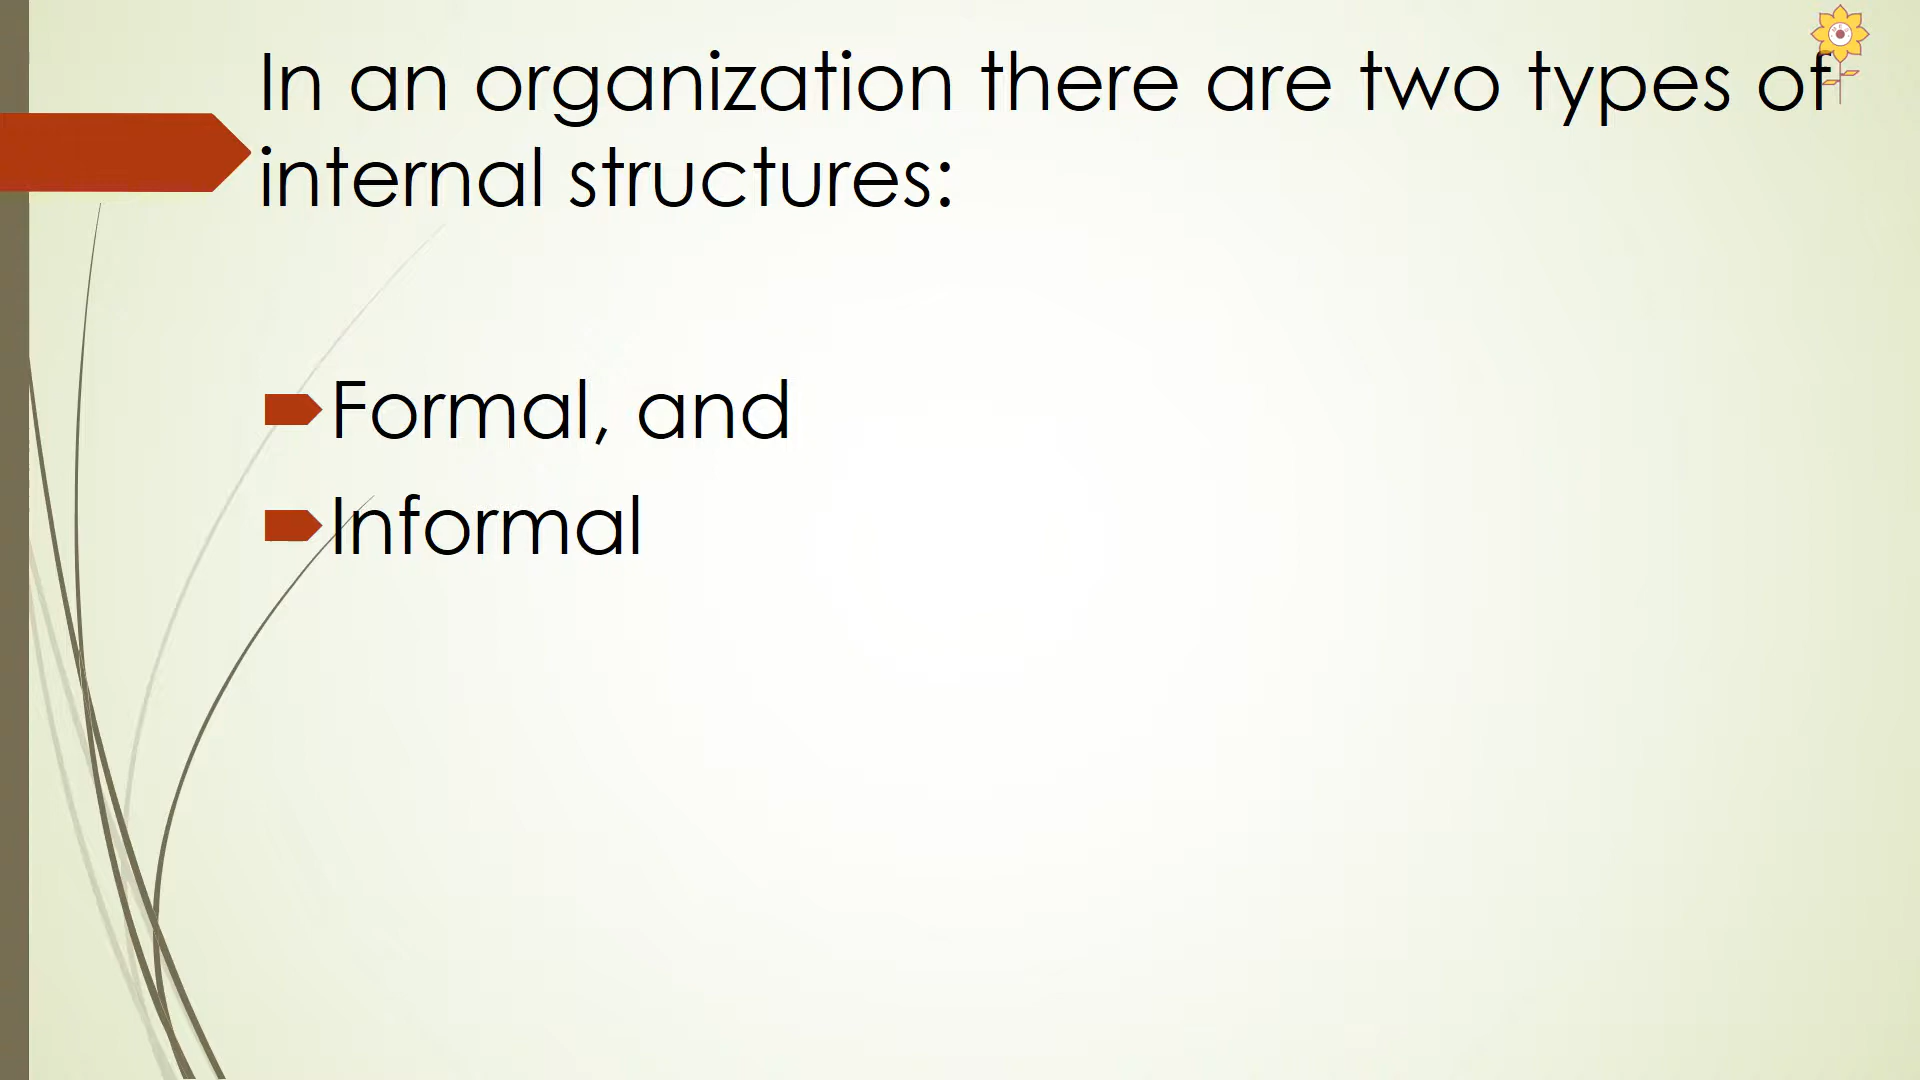 In an organization there are two types of
internal structures:
Formal, and
Informal